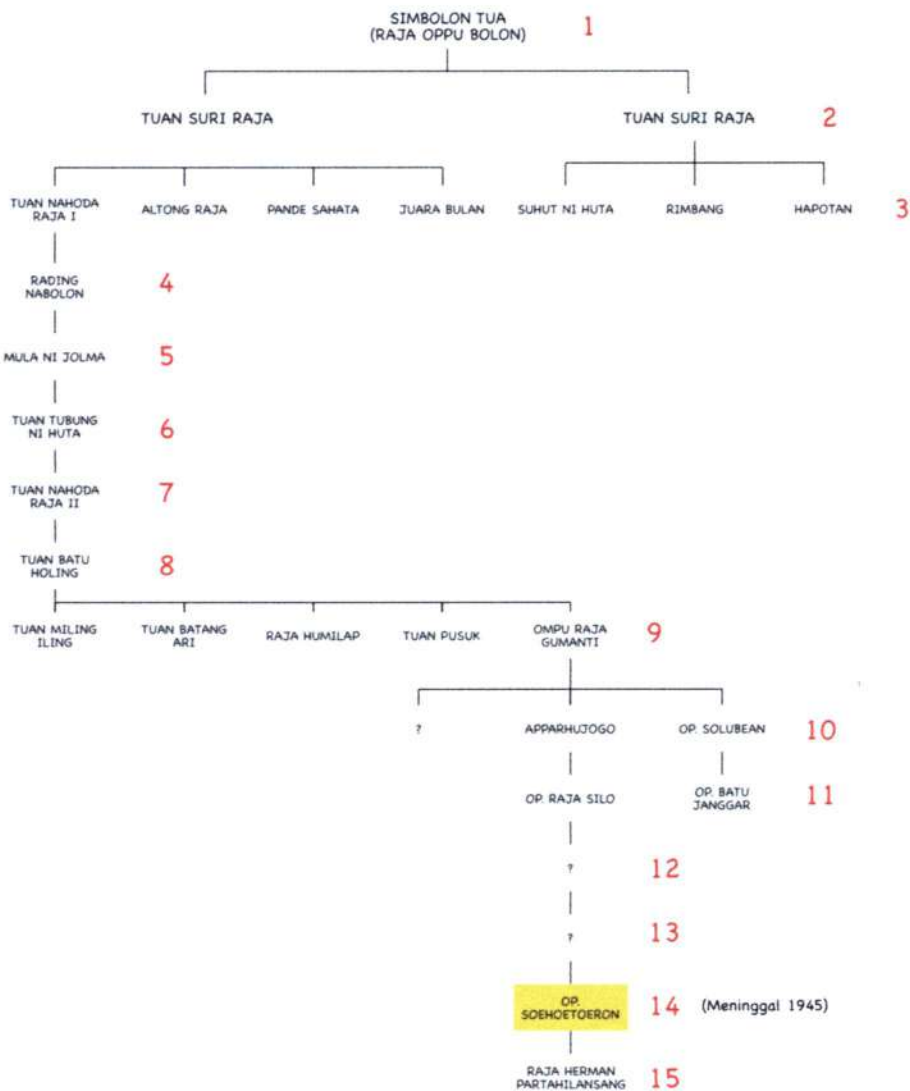 SIMBOLON TUA
(RAJA OPPU BOLON)
1
TUAN SURI RAJA
TUAN SURI RAJA
2
TUAN NAHODA
RAJA I
ALTONG RAJA
PANDE SAHATA
JUARA BULAN
SUHUT NI HUTA
RIMBANG
HAPOTAN
3
RADING
NABOLON
4
MULA NI JOLMA
5
TUAN TUBUNG
NI HUTA
6
TUAN NAHODA
RAJA II
7
TUAN BATU
HOLING
8
TUAN MILING
ILING
TUAN BATANG
ARI
RAJA HUMILAP
TUAN PUSUK
OMPU RAJA
GUMANTI
9
?
APPARHUJOGO
OP. SOLUBEAN
10
OP. RAJA SILO
OP. BATU
JANGGAR
11
?
12
?
13
OP.
SOEHOETOERON
14
(Meninggal 1945)
RAJA HERMAN
PARTAHILANSANG
15